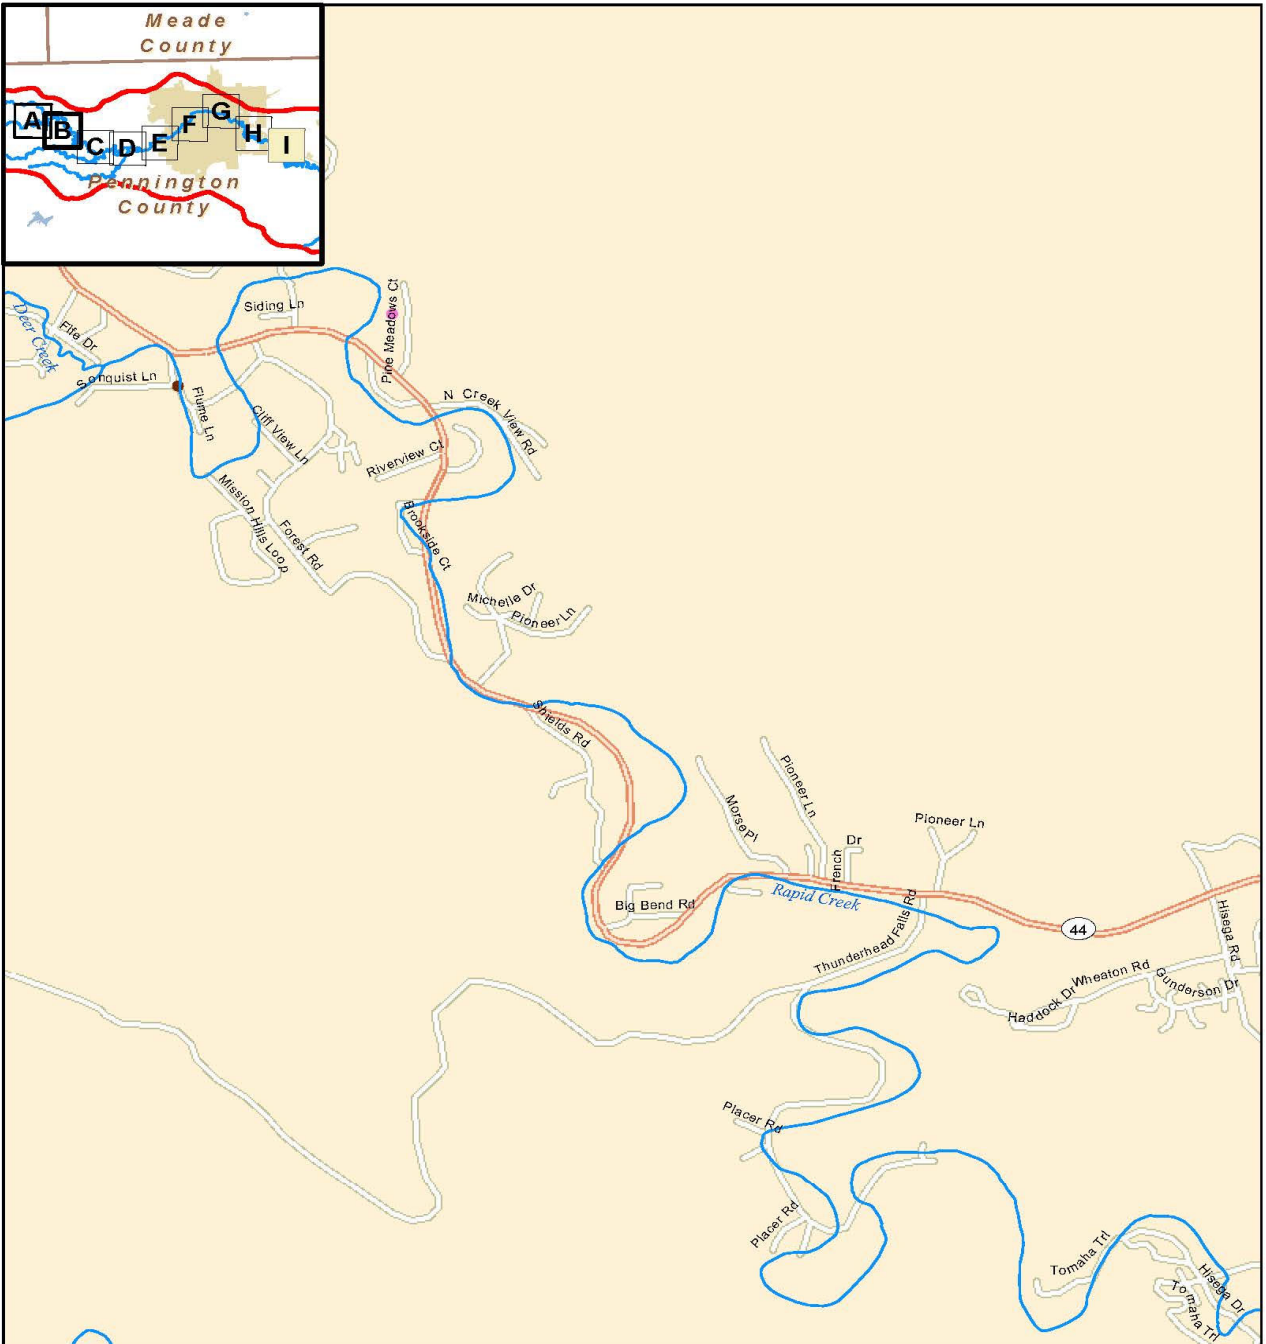 Meade
County
A
B
C
D
E
F
G
H
I
Pennington
County
Siding Ln
Pine Meadows Ct
Deer Creek
Fife Dr
Sonquist Ln
Flume Ln
Cliff View Ln
N Creek View Rd
Riverview Ct
Mission Hills Loop
Forest Rd
Brookside Ct
Michelle Dr
Pioneer Ln
Shields Rd
Pioneer Ln
Morse Pl
Pioneer Ln
French Dr
Big Bend Rd
Rapid Creek
44
Thunderhead Falls Rd
Hisega Rd
Wheaton Rd
Gunderson Dr
Haddock Dr
Placer Rd
Placer Rd
Tomaha Trl
Hisega Dr
Tomaha Trl